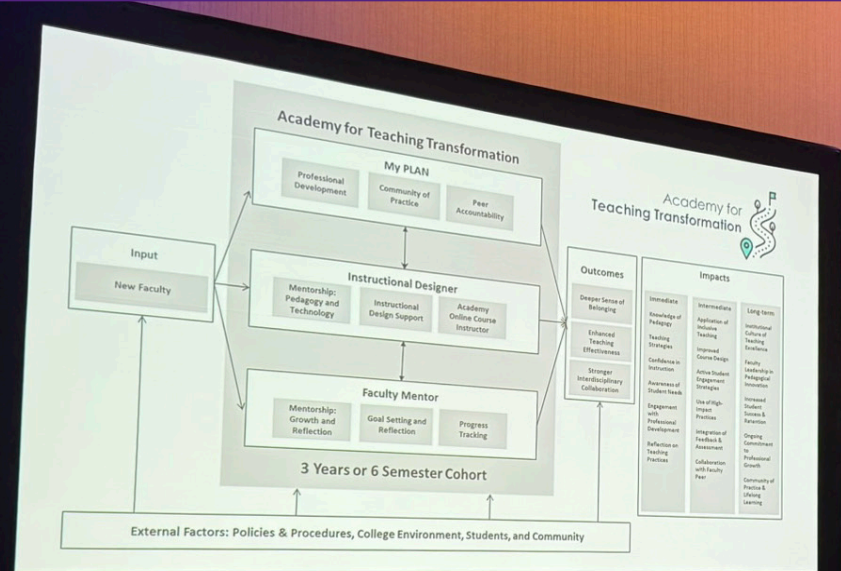 Academy for Teaching Transformation
My PLAN
Professional
Development
Community of
Practice
Peer
Accountability
Input
New Faculty
Instructional Designer
Mentorship:
Pedagogy and
Technology
Instructional
Design Support
Academy
Online Course
Instructor
Faculty Mentor
Mentorship:
Growth and
Reflection
Goal Setting and
Reflection
Progress
Tracking
3 Years or 6 Semester Cohort
External Factors: Policies & Procedures, College Environment, Students, and Community
Academy for
Teaching Transformation
Outcomes
Deeper Sense of
Belonging
Enhanced
Teaching
Effectiveness
Stronger
Interdisciplinary
Collaboration
Impacts
Immediate
Knowledge of
Pedagogy
Teaching
Strategies
Confidence in
Instruction
Awareness of
Student Needs
Engagement
with
Professional
Development
Reflection on
Teaching
Practices
Intermediate
Application of
Inclusive
Teaching
Improved
Course Design
Active Student
Engagement
Strategies
Use of High-
Impact
Practices
Integration of
Feedback &
Assessment
Collaboration
with Faculty
Peer
Long-term
Institutional
Culture of
Teaching
Excellence
Faculty
Leadership in
Pedagogical
Innovation
Increased
Student
Success &
Retention
Ongoing
Commitment
to
Professional
Growth
Community of
Practice &
Lifelong
Learning